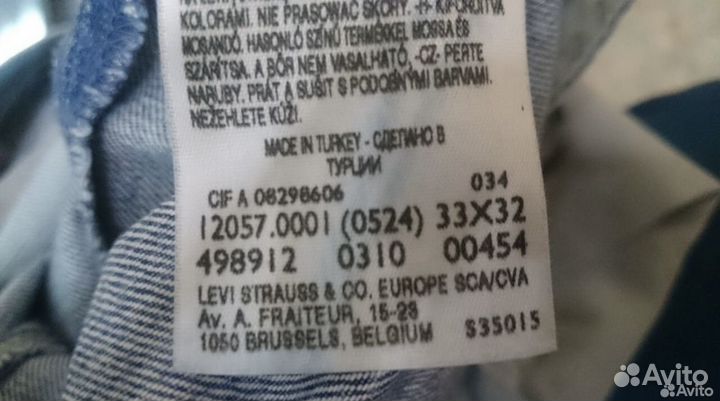 KOLORAMI. NIE PRASOWAĆ SKÓRY. -H- KIFORDÍTVA
MOSANDÓ. HASONLÓ SZÍNŰ TERMÉKKEL MOSSA ÉS
SZÁRÍTSA. A BŐR NEM VASALHATÓ. -CZ- PERTE
NARUBY. PRÁT A SUŠIT S PODOBNÝMI BARVAMI.
NEŽEHLETE KŮŽI.
MADE IN TURKEY - СДЕЛАНО В
ТУРЦИИ
034
CIF A 08298606
12057.0001 (0524) 33X32
498912 0310 00454
LEVI STRAUSS & CO. EUROPE SCA/CVA
Av. A. FRAITEUR, 15-23
1050 BRUSSELS, BELGIUM S35015
Avito
Avito